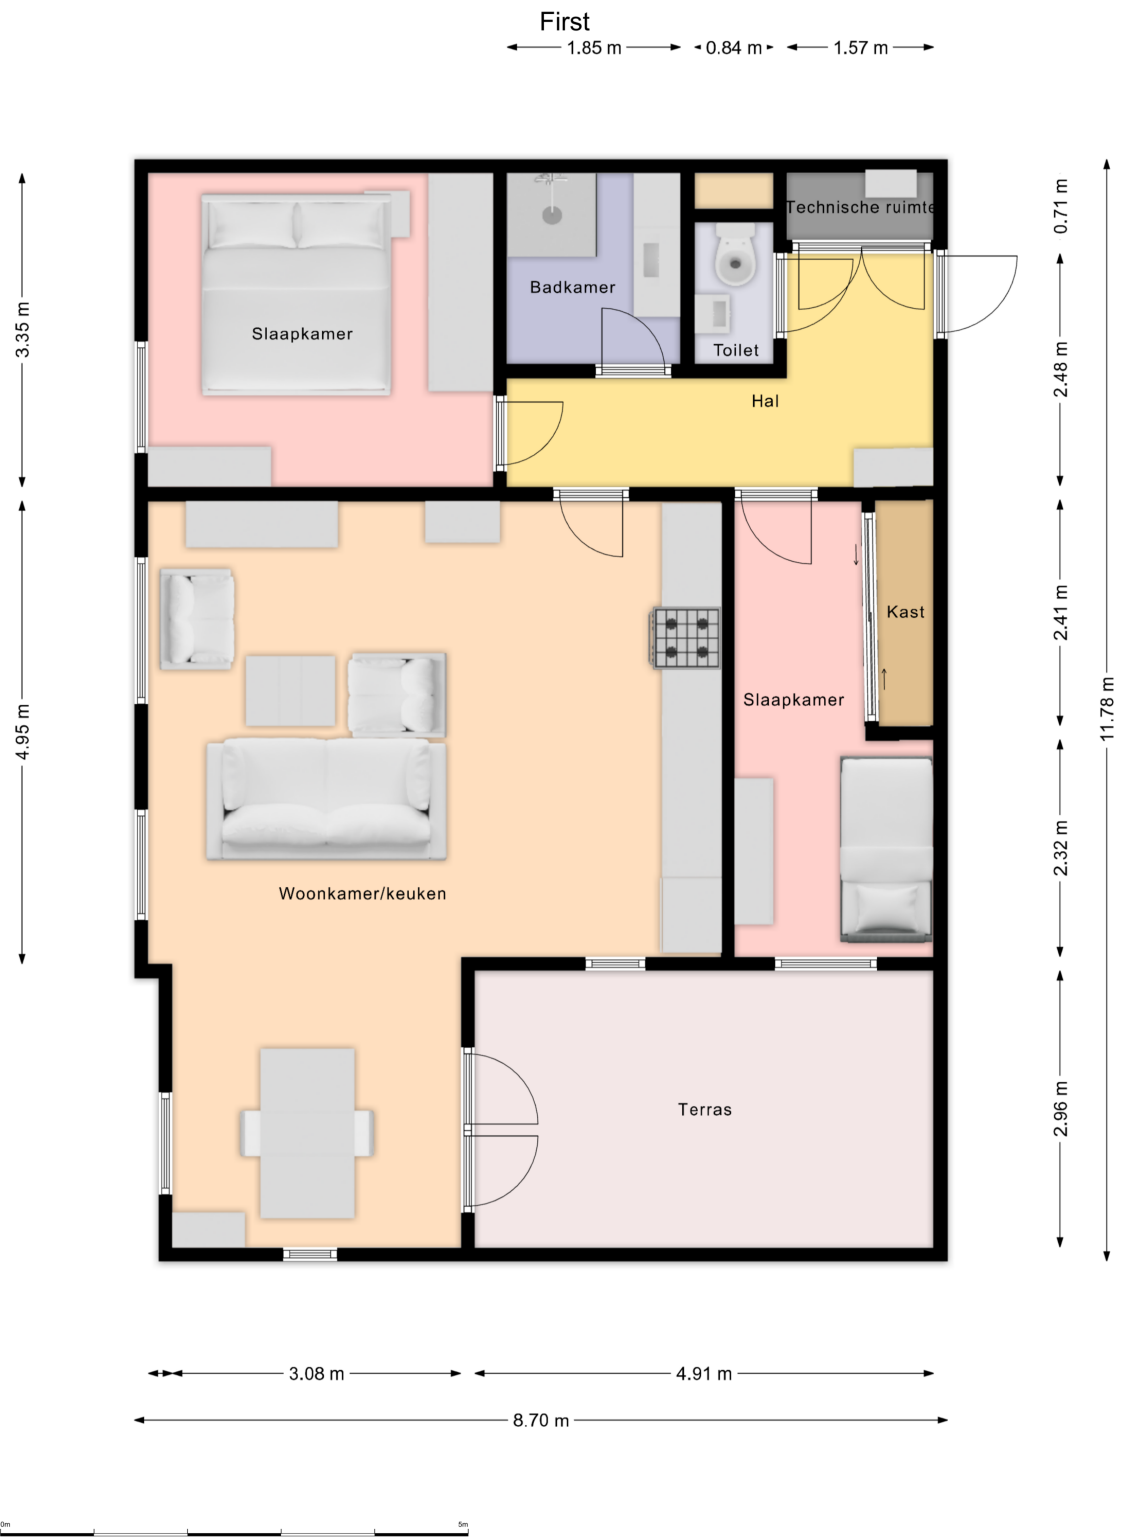 First
1.85 m
0.84 m
1.57 m
0.71 m
Technische ruimte
Badkamer
Slaapkamer
Toilet
3.35 m
2.48 m
Hal
Kast
2.41 m
Slaapkamer
11.78 m
4.95 m
2.32 m
Woonkamer/keuken
Terras
2.96 m
3.08 m
4.91 m
8.70 m
0m
5m